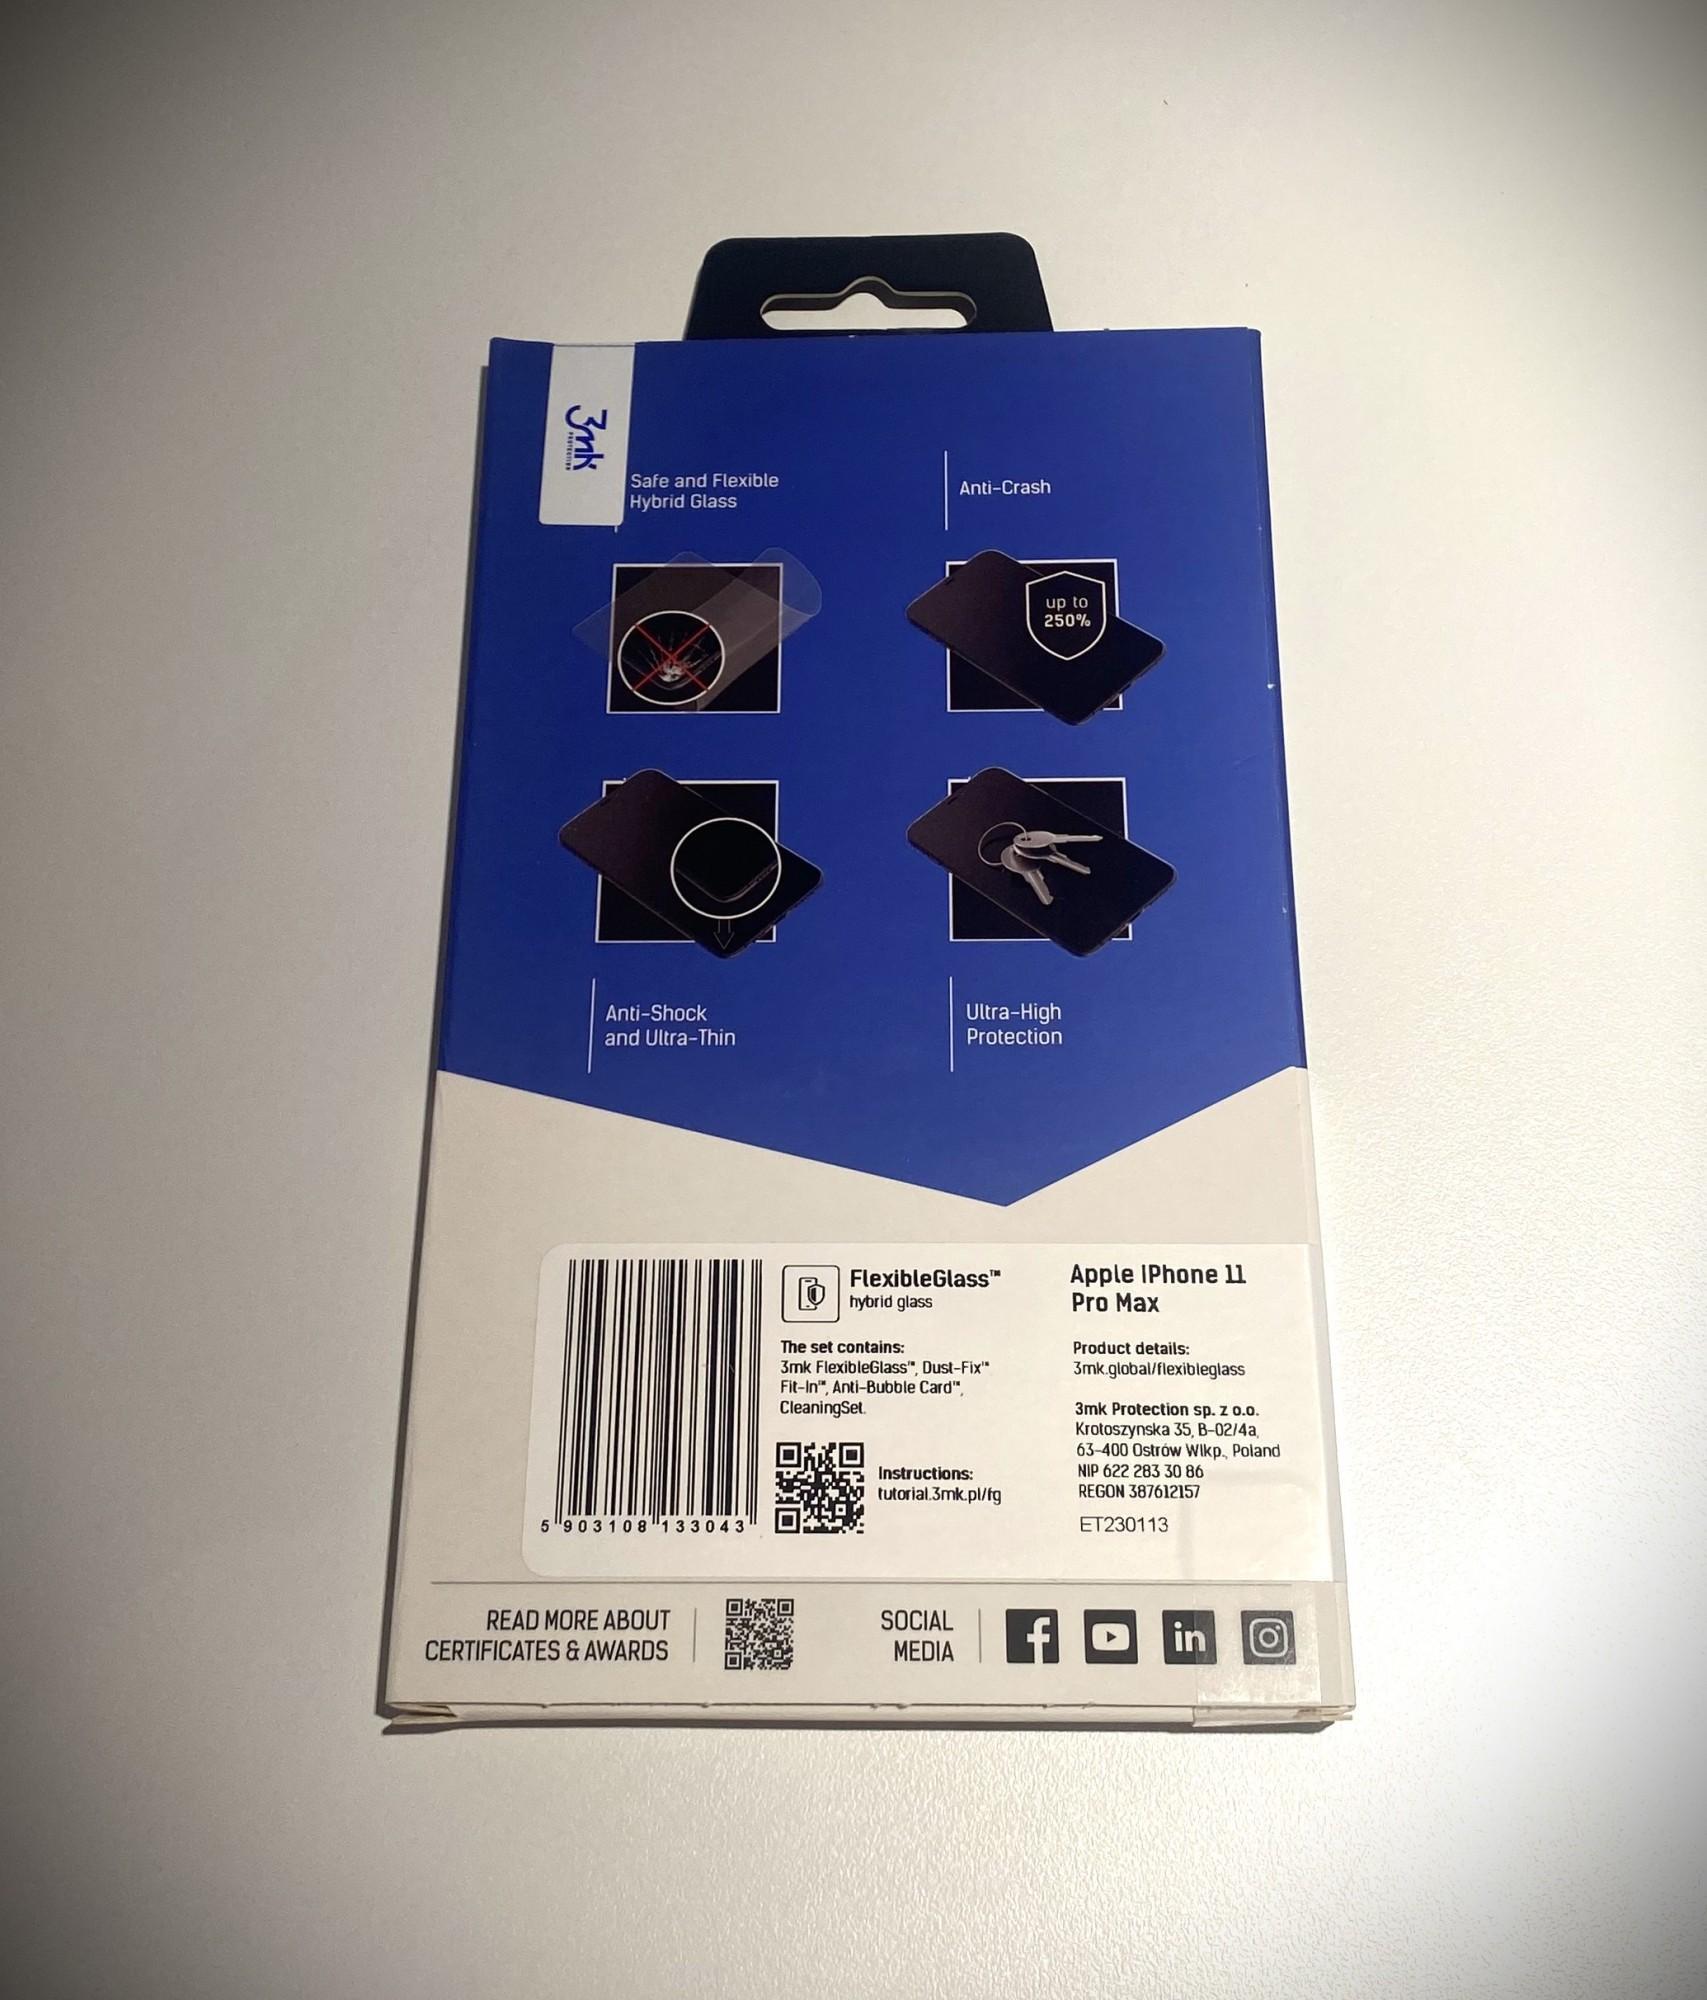 3mk
PROTECTION
Safe and Flexible
Hybrid Glass
Anti-Crash
up to
250%
Anti-Shock
and Ultra-Thin
Ultra-High
Protection
FlexibleGlass™
hybrid glass
The set contains:
3mk FlexibleGlass™, Dust-Fix™
Fit-In™, Anti-Bubble Card™,
CleaningSet.
Instructions:
tutorial.3mk.pl/fg
5 903108 133043
Apple IPhone 11
Pro Max
Product details:
3mk.global/flexibleglass
3mk Protection sp. z o.o.
Krotoszynska 35, B-02/4a,
63-400 Ostrów Wlkp., Poland
NIP 622 283 30 86
REGON 387612157
ET230113
READ MORE ABOUT
CERTIFICATES & AWARDS
SOCIAL
MEDIA
f
in